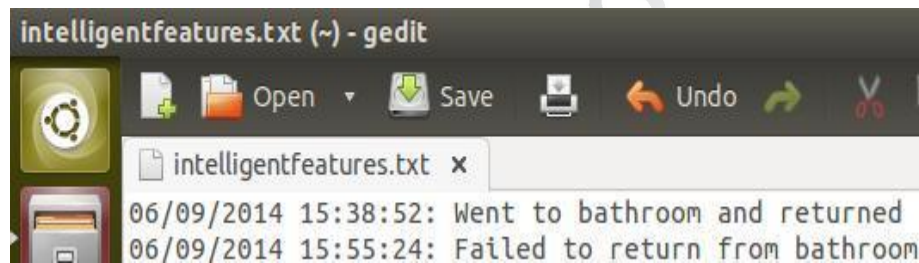 intelligentfeatures.txt (~) - gedit
Open Save Undo
intelligentfeatures.txt x
06/09/2014 15:38:52: Went to bathroom and returned
06/09/2014 15:55:24: Failed to return from bathroom